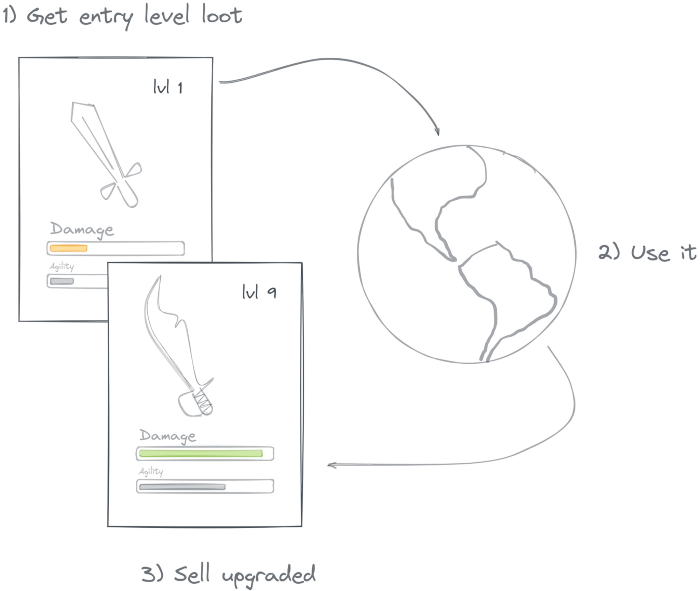 1) Get entry level loot
lvl 1
Damage
Agility
2) Use it
lvl 9
Damage
Agility
3) Sell upgraded